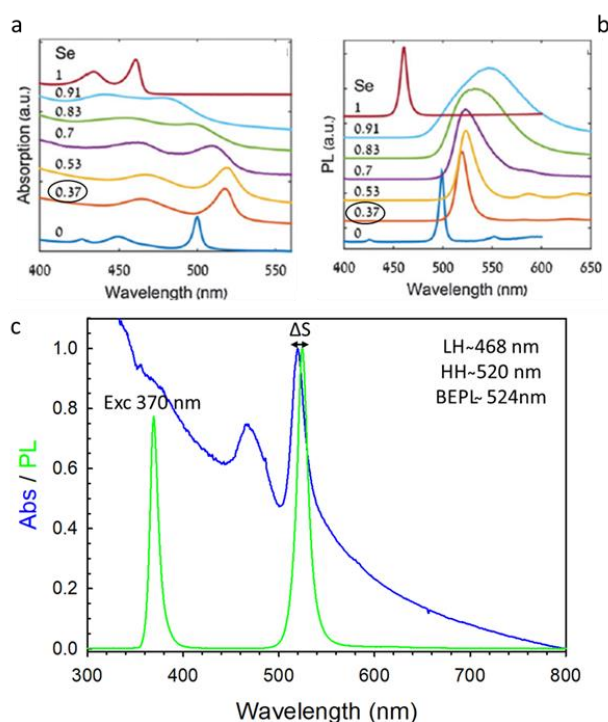 a
Se
1
0.91
0.83
0.7
0.53
0.37
0
Absorption (a.u.)
400 450 500 550
Wavelength (nm)
b
Se
1
0.91
0.83
0.7
0.53
0.37
0
PL (a.u.)
400 450 500 550 600 650
Wavelength (nm)
c
ΔS
LH~468 nm
HH~520 nm
BEPL~ 524nm
Exc 370 nm
Abs / PL
1.0
0.8
0.6
0.4
0.2
0.0
300 400 500 600 700 800
Wavelength (nm)